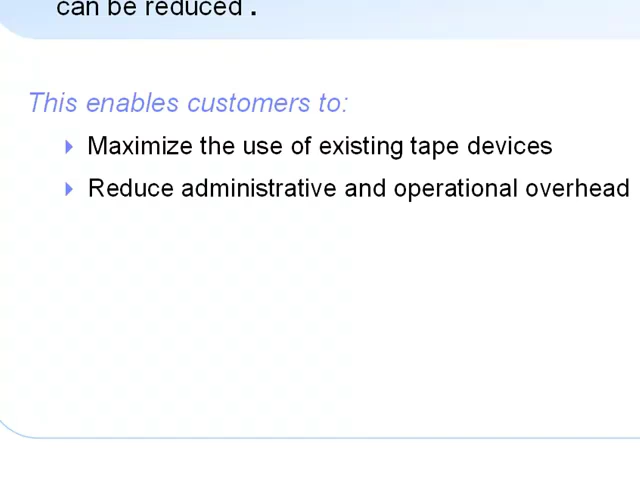 can be reduced .
This enables customers to:
Maximize the use of existing tape devices
Reduce administrative and operational overhead